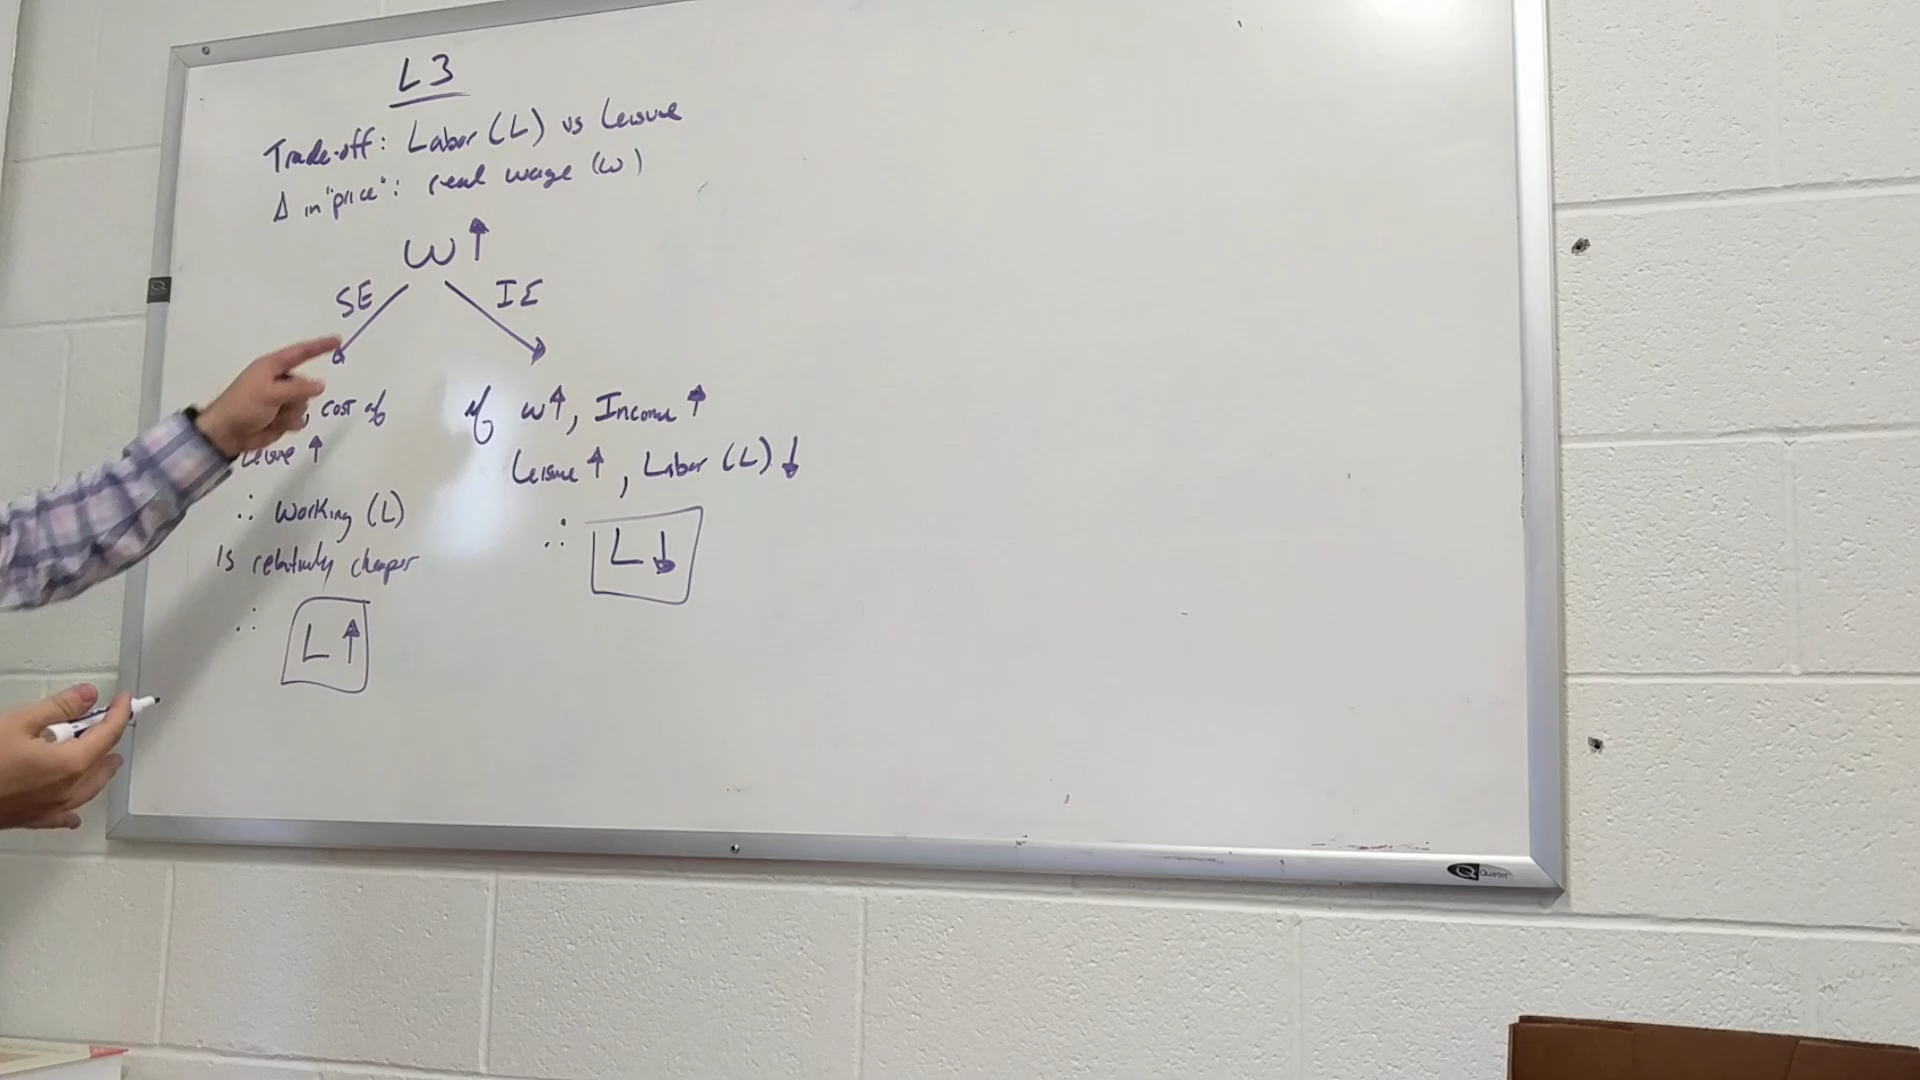 L3
Trade-off: Labor (L) vs Leisure
Δ in "price": real wage (w)
W ↑
SE
IE
, cost of
Leisure ↑
∴ Working (L)
Is relatively cheaper
∴ L ↑
if w↑, Income ↑
Leisure ↑, Labor (L) ↓
∴ L ↓
Quartet